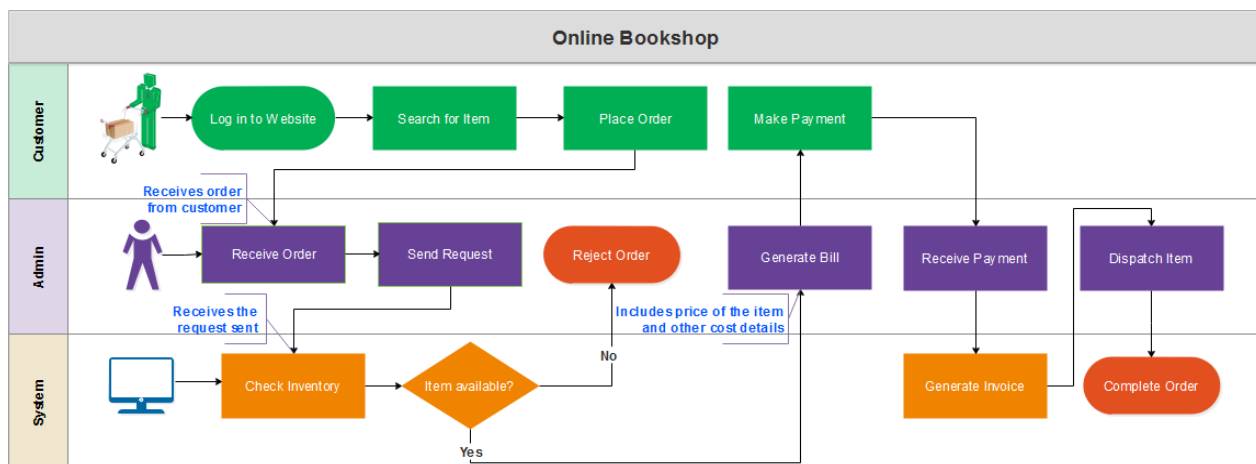 Online Bookshop
Customer
Log in to Website
Search for Item
Place Order
Make Payment
Receives order
from customer
Admin
Receive Order
Send Request
Reject Order
Generate Bill
Receive Payment
Dispatch Item
Receives the
request sent
Includes price of the item
and other cost details
System
Check Inventory
Item available?
No
Yes
Generate Invoice
Complete Order